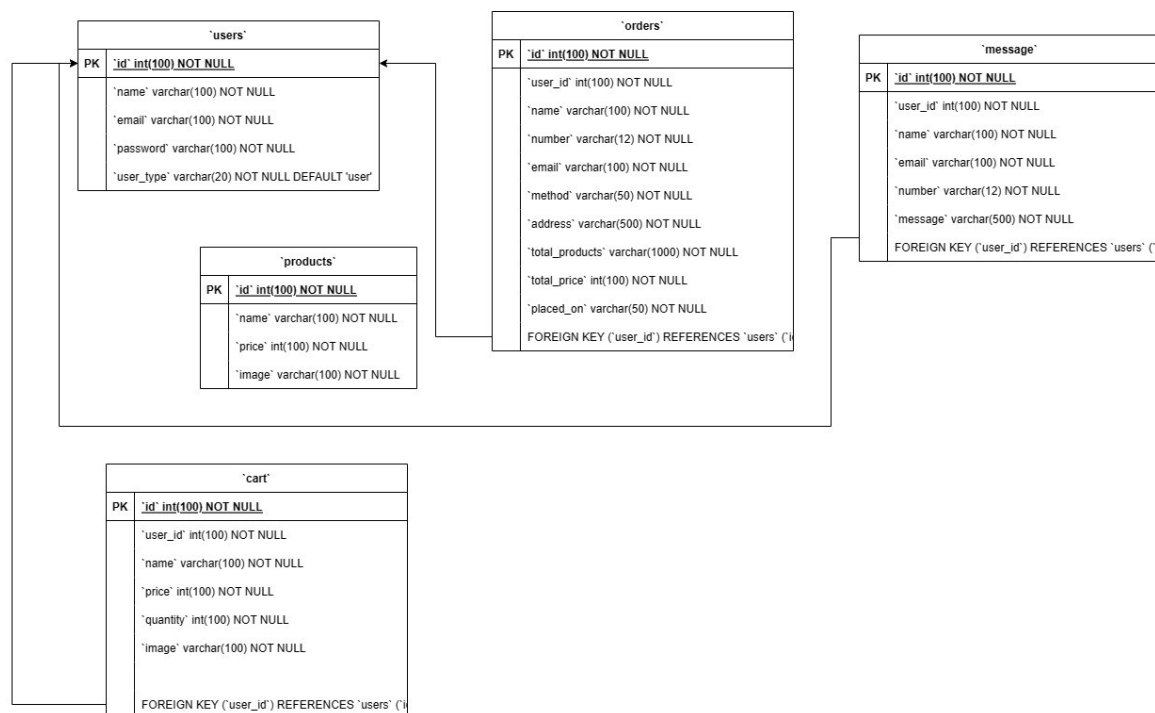 `users`
PK `id` int(100) NOT NULL
`name` varchar(100) NOT NULL
`email` varchar(100) NOT NULL
`password` varchar(100) NOT NULL
`user_type` varchar(20) NOT NULL DEFAULT 'user'
`orders`
PK `id` int(100) NOT NULL
`user_id` int(100) NOT NULL
`name` varchar(100) NOT NULL
`number` varchar(12) NOT NULL
`email` varchar(100) NOT NULL
`method` varchar(50) NOT NULL
`address` varchar(500) NOT NULL
`total_products` varchar(1000) NOT NULL
`total_price` int(100) NOT NULL
`placed_on` varchar(50) NOT NULL
FOREIGN KEY (`user_id`) REFERENCES `users` (`i
`message`
PK `id` int(100) NOT NULL
`user_id` int(100) NOT NULL
`name` varchar(100) NOT NULL
`email` varchar(100) NOT NULL
`number` varchar(12) NOT NULL
`message` varchar(500) NOT NULL
FOREIGN KEY (`user_id`) REFERENCES `users` (`
`products`
PK `id` int(100) NOT NULL
`name` varchar(100) NOT NULL
`price` int(100) NOT NULL
`image` varchar(100) NOT NULL
`cart`
PK `id` int(100) NOT NULL
`user_id` int(100) NOT NULL
`name` varchar(100) NOT NULL
`price` int(100) NOT NULL
`quantity` int(100) NOT NULL
`image` varchar(100) NOT NULL
FOREIGN KEY (`user_id`) REFERENCES `users` (`i